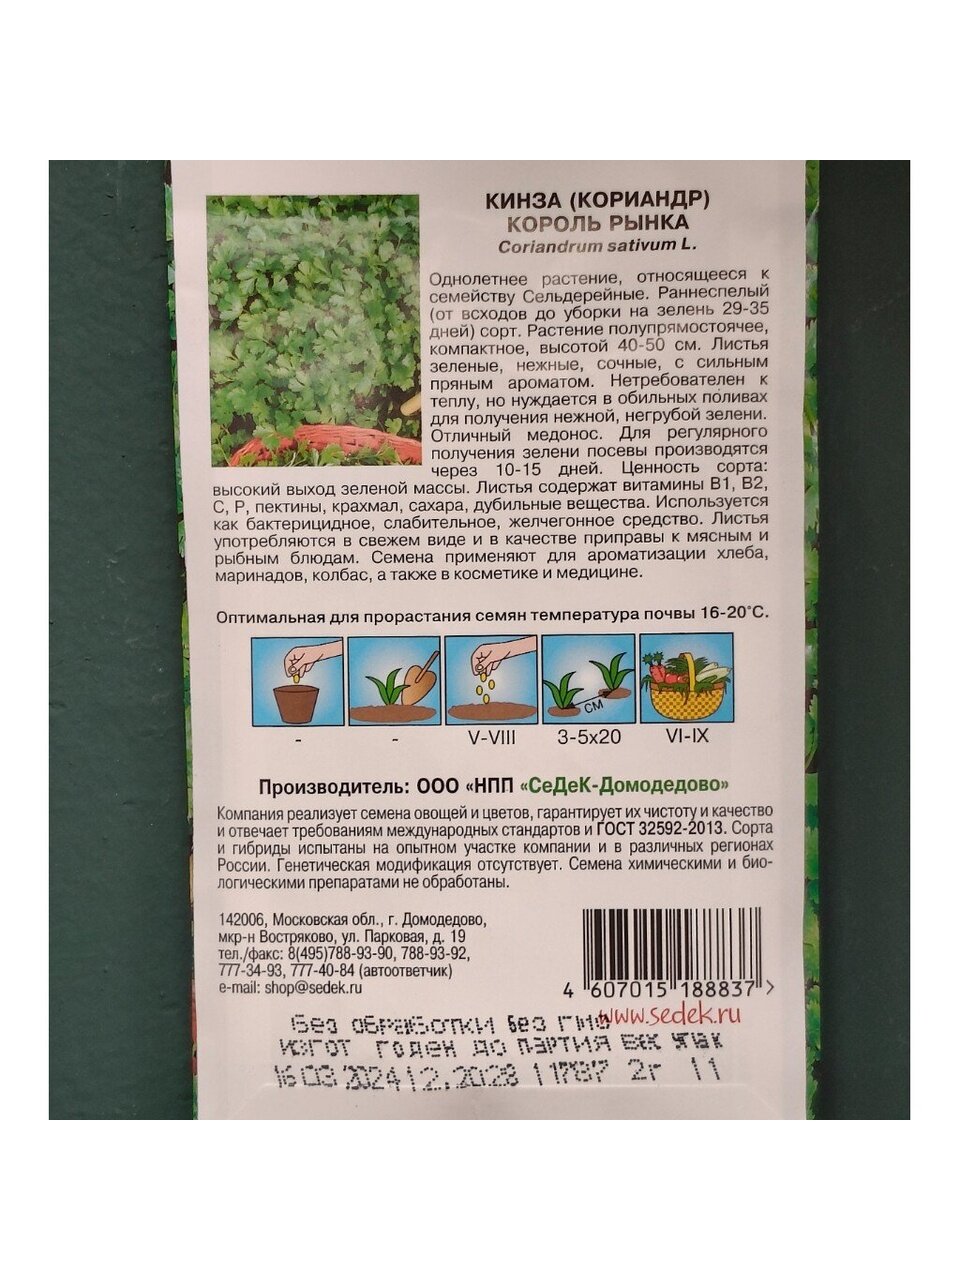 КИНЗА (КОРИАНДР)
КОРОЛЬ РЫНКА
Coriandrum sativum L.
Однолетнее растение, относящееся к
семейству Сельдерейные. Раннеспелый
(от всходов до уборки на зелень 29-35
дней) сорт. Растение полупрямостоячее,
компактное, высотой 40-50 см. Листья
зеленые, нежные, сочные, с сильным
пряным ароматом. Нетребователен к
теплу, но нуждается в обильных поливах
для получения нежной, негрубой зелени.
Отличный медонос. Для регулярного
получения зелени посевы производятся
через 10-15 дней. Ценность сорта:
высокий выход зеленой массы. Листья содержат витамины В1, В2,
С, Р, пектины, крахмал, сахара, дубильные вещества. Используется
как бактерицидное, слабительное, желчегонное средство. Листья
употребляются в свежем виде и в качестве приправы к мясным и
рыбным блюдам. Семена применяют для ароматизации хлеба,
маринадов, колбас, а также в косметике и медицине.
Оптимальная для прорастания семян температура почвы 16-20°С.
см
- - V-VIII 3-5х20 VI-IX
Производитель: ООО «НПП «СеДеК-Домодедово»
Компания реализует семена овощей и цветов, гарантирует их чистоту и качество
и отвечает требованиям международных стандартов и ГОСТ 32592-2013. Сорта
и гибриды испытаны на опытном участке компании и в различных регионах
России. Генетическая модификация отсутствует. Семена химическими и био-
логическими препаратами не обработаны.
142006, Московская обл., г. Домодедово,
мкр-н Востряково, ул. Парковая, д. 19
тел./факс: 8(495)788-93-90, 788-93-92,
777-34-93, 777-40-84 (автоответчик)
e-mail: shop@sedek.ru
4 607015 188837 >
www.sedek.ru
Без обработки Без ГМО
Изгот годен до партия вес упак
16 03 2024 12.2028 11787 2г 11